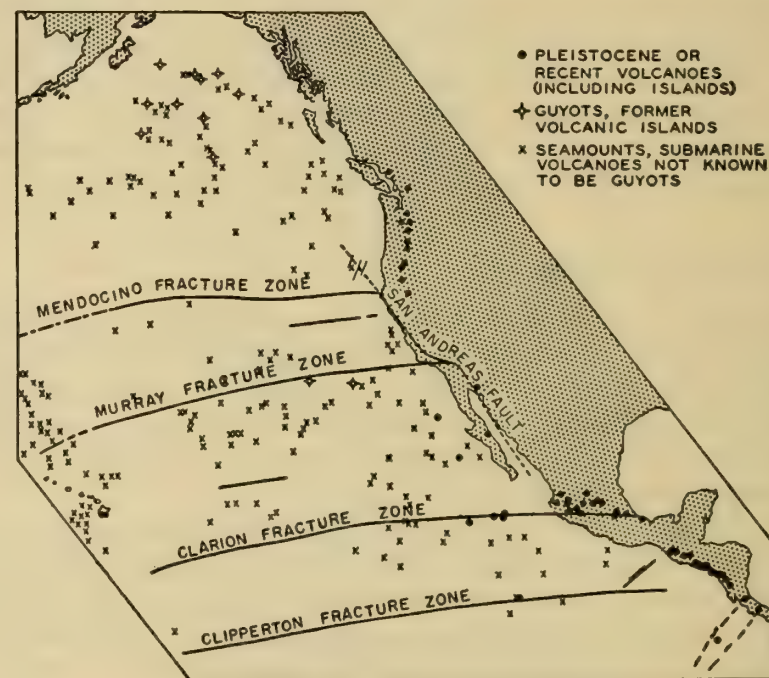 PLEISTOCENE OR
RECENT VOLCANOES
(INCLUDING ISLANDS)
GUYOTS, FORMER
VOLCANIC ISLANDS
SEAMOUNTS, SUBMARINE
VOLCANOES NOT KNOWN
TO BE GUYOTS
MENDOCINO FRACTURE ZONE
SAN ANDREAS FAULT
MURRAY FRACTURE ZONE
CLARION FRACTURE ZONE
CLIPPERTON FRACTURE ZONE